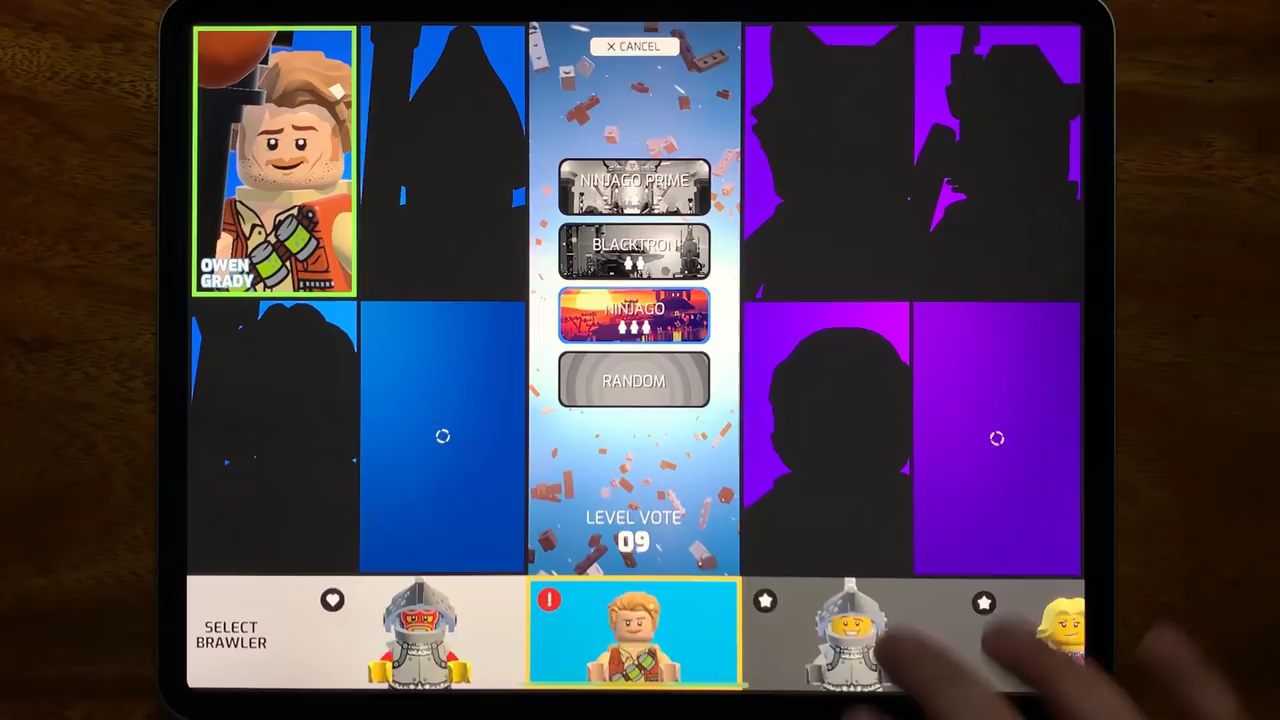 × CANCEL
NINJAGO PRIME
BLACKTRON
NINJAGO
RANDOM
OWEN
GRADY
LEVEL VOTE
09
SELECT
BRAWLER
!